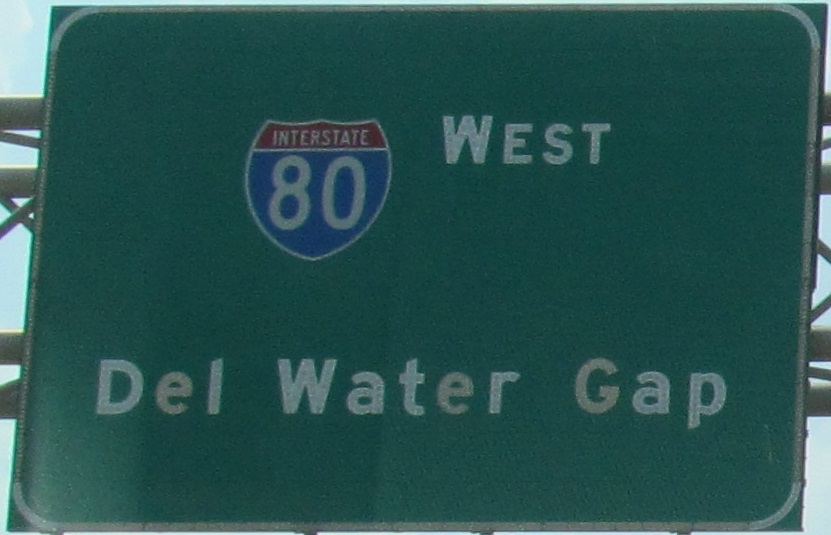 INTERSTATE
80 WEST
Del Water Gap